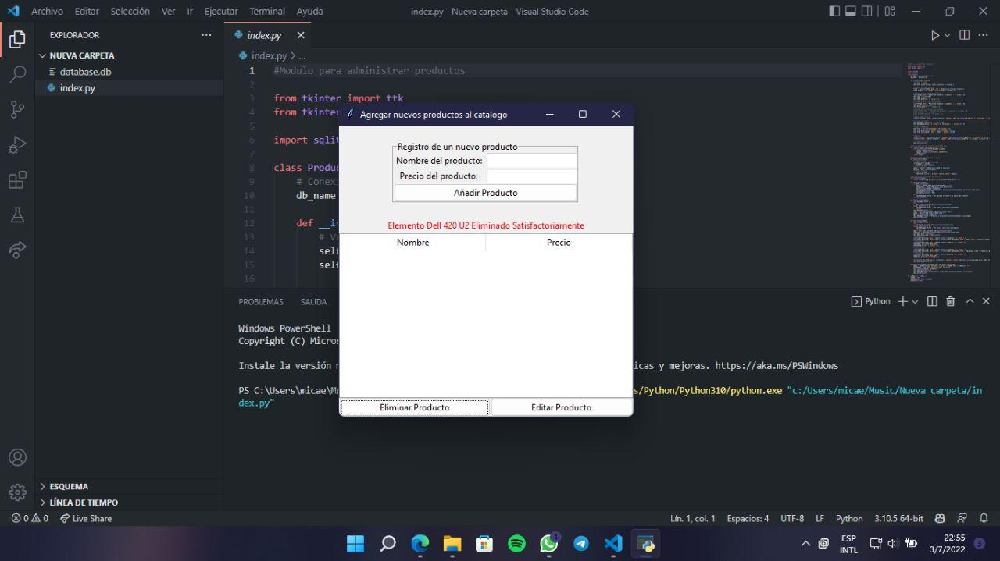 Archivo Editar Selección Ver Ir Ejecutar Terminal Ayuda
index.py - Nueva carpeta - Visual Studio Code
EXPLORADOR
NUEVA CARPETA
database.db
index.py
ESQUEMA
LÍNEA DE TIEMPO
index.py
index.py > ...
1 #Modulo para administrar productos
2
3 from tkinter import ttk
4 from tkinter
5
6 import sqlit
7
8 class Produc
9 # Conexi
10 db_name
11
12 def __in
13 # Ve
14 self
15 self
16
Agregar nuevos productos al catalogo
Registro de un nuevo producto
Nombre del producto:
Precio del producto:
Añadir Producto
Elemento Dell 420 U2 Eliminado Satisfactoriamente
Nombre Precio
Eliminar Producto Editar Producto
PROBLEMAS SALIDA
Python
Windows PowerShell
Copyright (C) Micros
Instale la versión m icas y mejoras. https://aka.ms/PSWindows
PS C:\Users\micae\Mu s/Python/Python310/python.exe "c:/Users/micae/Music/Nueva carpeta/in
dex.py"
0 0 Live Share
Lín. 1, col. 1 Espacios: 4 UTF-8 LF Python 3.10.5 64-bit
1
ESP
INTL
22:55
3/7/2022
3